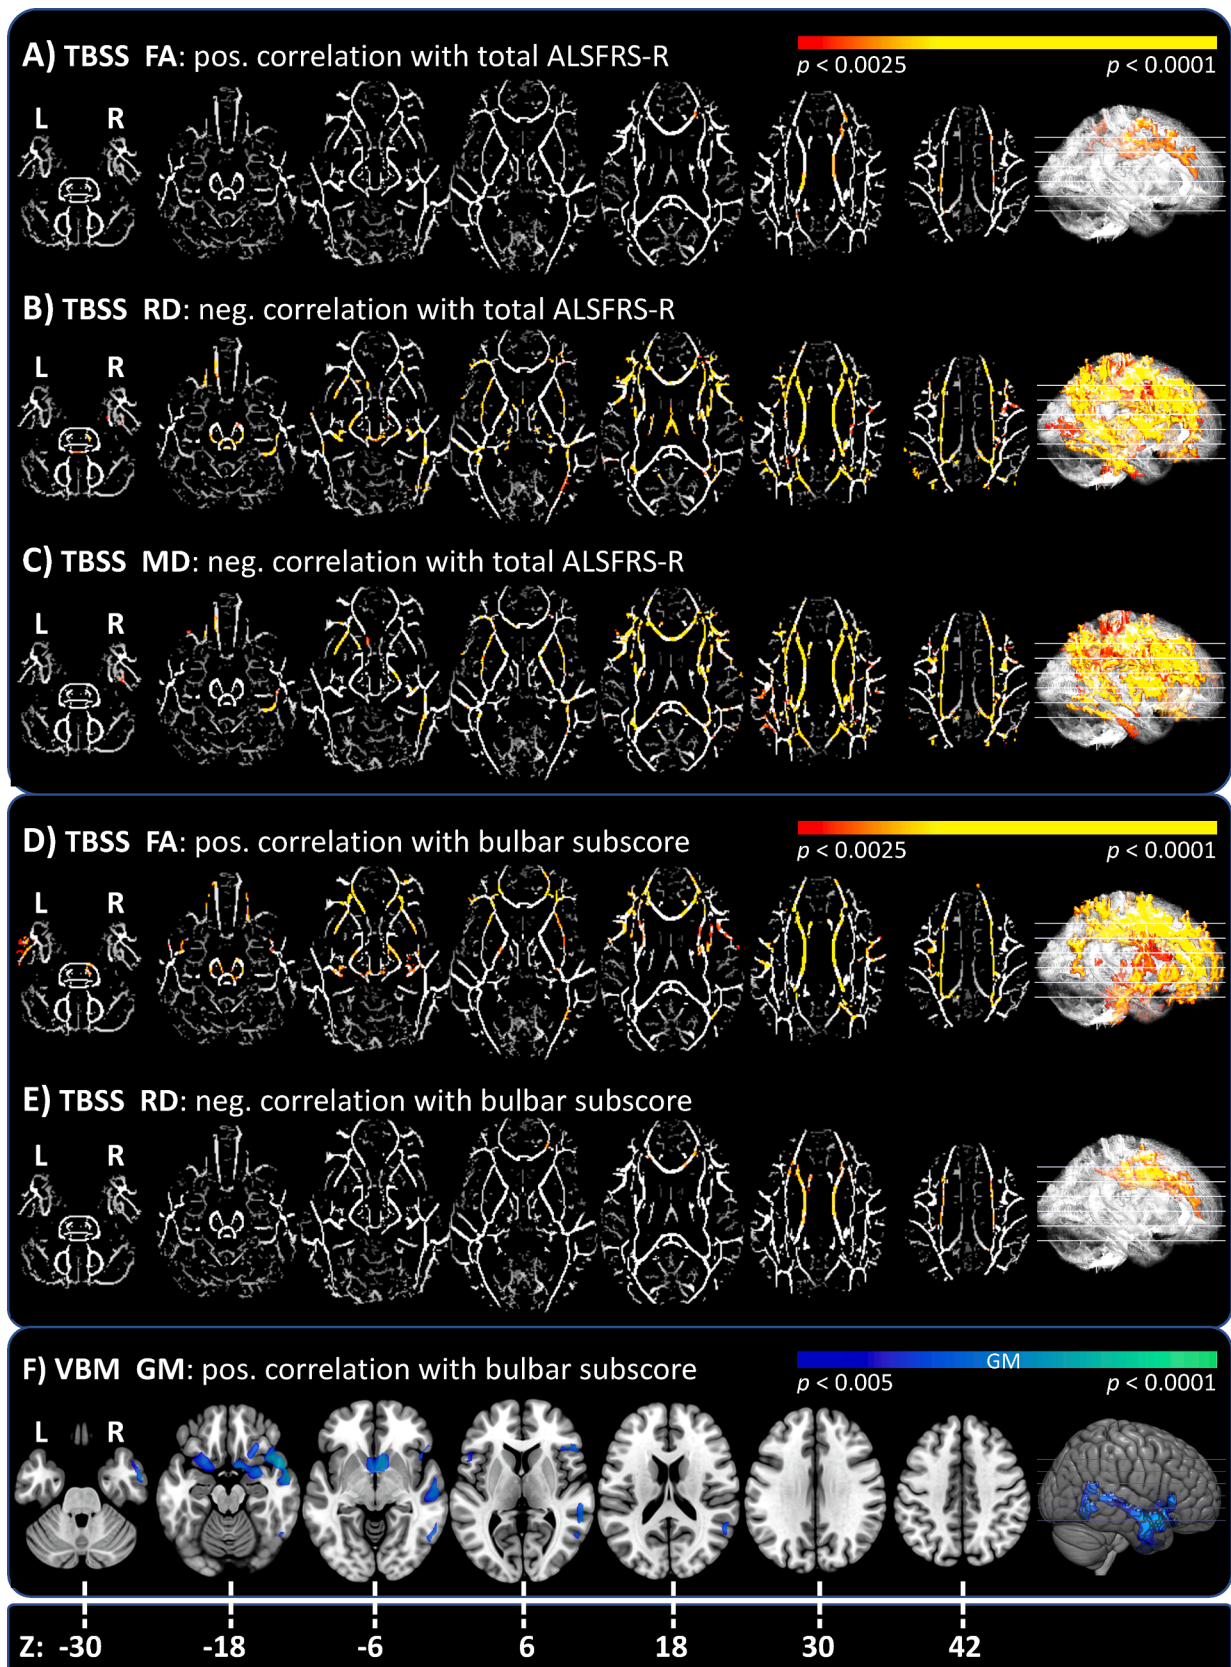 A) TBSS FA: pos. correlation with total ALSFRS-R
p < 0.0025 p < 0.0001
L R
B) TBSS RD: neg. correlation with total ALSFRS-R
L R
C) TBSS MD: neg. correlation with total ALSFRS-R
L R
D) TBSS FA: pos. correlation with bulbar subscore
p < 0.0025 p < 0.0001
L R
E) TBSS RD: neg. correlation with bulbar subscore
L R
F) VBM GM: pos. correlation with bulbar subscore
GM
p < 0.005 p < 0.0001
L R
Z: -30 -18 -6 6 18 30 42